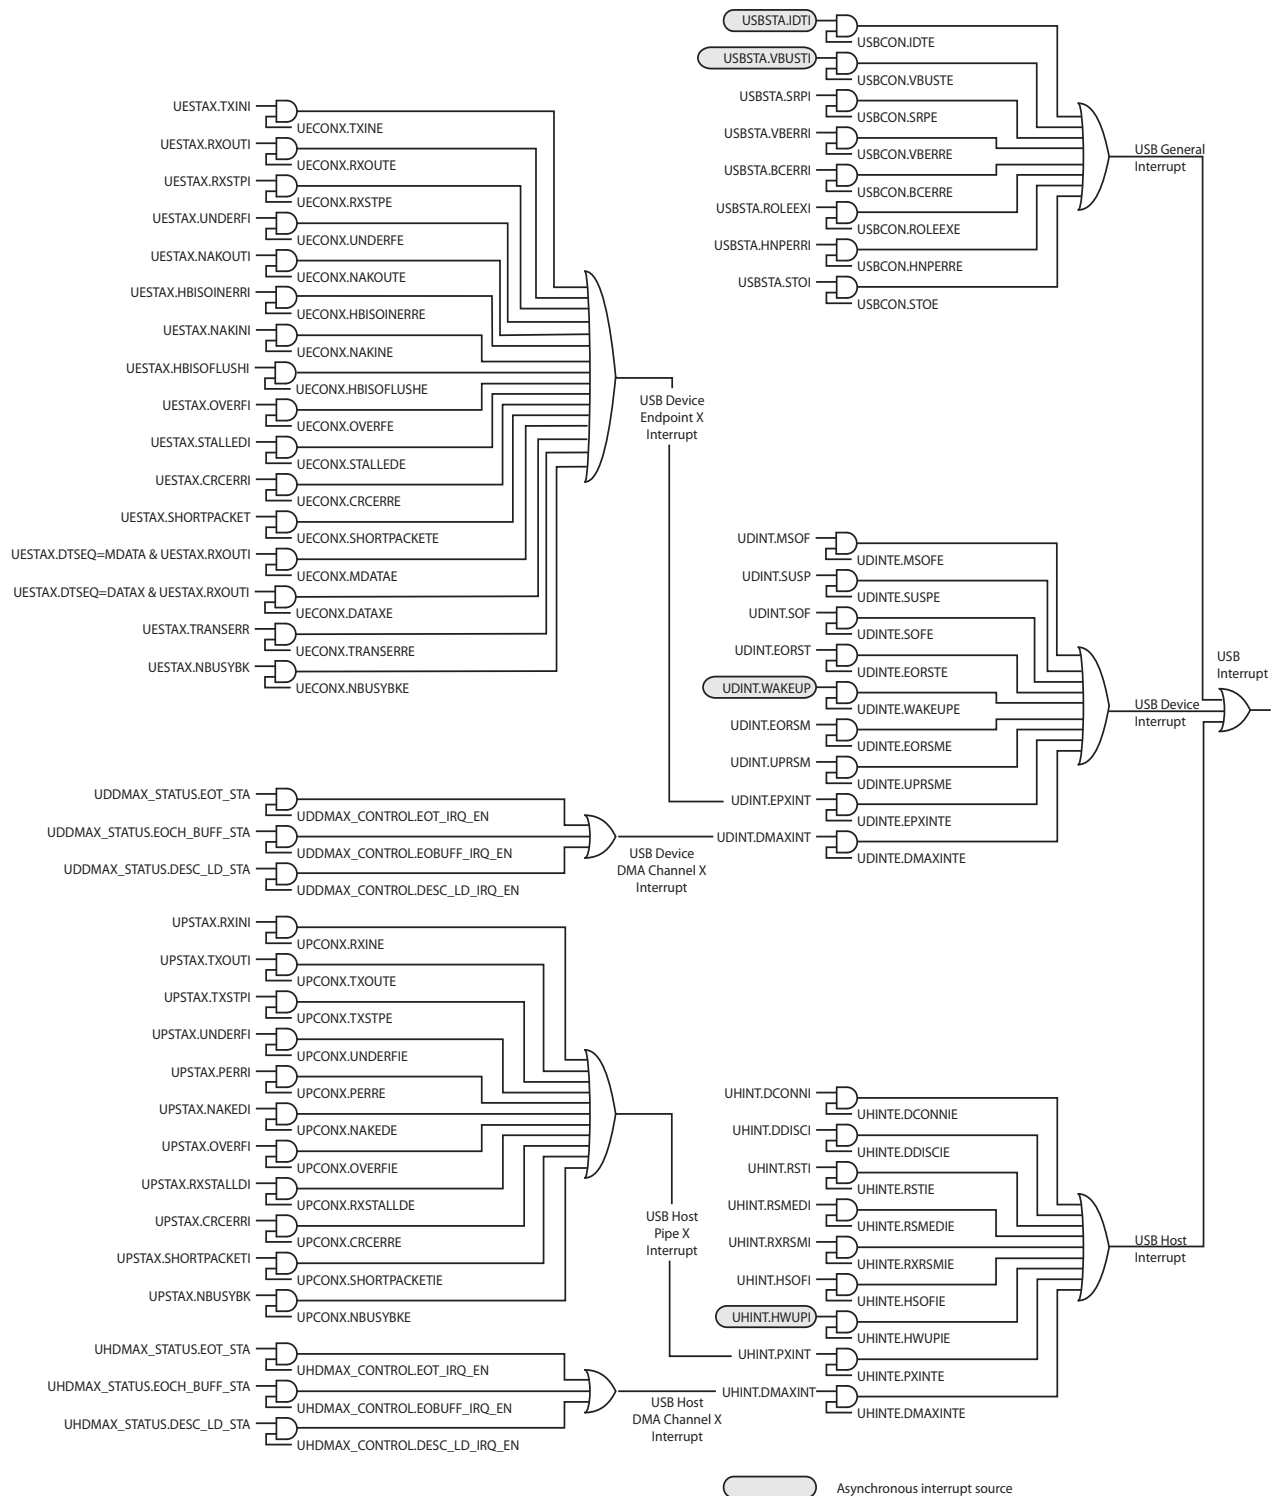 USBSTA.IDTI
USBCON.IDTE
USBSTA.VBUSTI
USBCON.VBUSTE
USBSTA.SRPI
USBCON.SRPE
USBSTA.VBERRI
USBCON.VBERRE
USBSTA.BCERRI
USBCON.BCERRE
USBSTA.ROLEEXI
USBCON.ROLEEXE
USBSTA.HNPERRI
USBCON.HNPERRE
USBSTA.STOI
USBCON.STOE
USB General
Interrupt
UESTAX.TXINI
UECONX.TXINE
UESTAX.RXOUTI
UECONX.RXOUTE
UESTAX.RXSTPI
UECONX.RXSTPE
UESTAX.UNDERFI
UECONX.UNDERFE
UESTAX.NAKOUTI
UECONX.NAKOUTE
UESTAX.HBISOINERRI
UECONX.HBISOINERRE
UESTAX.NAKINI
UECONX.NAKINE
UESTAX.HBISOFLUSHI
UECONX.HBISOFLUSHE
UESTAX.OVERFI
UECONX.OVERFE
UESTAX.STALLEDI
UECONX.STALLEDE
UESTAX.CRCERRI
UECONX.CRCERRE
UESTAX.SHORTPACKET
UECONX.SHORTPACKETE
UESTAX.DTSEQ=MDATA & UESTAX.RXOUTI
UECONX.MDATAE
UESTAX.DTSEQ=DATAX & UESTAX.RXOUTI
UECONX.DATAXE
UESTAX.TRANSERR
UECONX.TRANSERRE
UESTAX.NBUSYBK
UECONX.NBUSYBKE
USB Device
Endpoint X
Interrupt
UDINT.MSOF
UDINTE.MSOFE
UDINT.SUSP
UDINTE.SUSPE
UDINT.SOF
UDINTE.SOFE
UDINT.EORST
UDINTE.EORSTE
UDINT.WAKEUP
UDINTE.WAKEUPE
UDINT.EORSM
UDINTE.EORSME
UDINT.UPRSM
UDINTE.UPRSME
UDINT.EPXINT
UDINTE.EPXINTE
UDINT.DMAXINT
UDINTE.DMAXINTE
USB Device
Interrupt
USB
Interrupt
UDDMAX_STATUS.EOT_STA
UDDMAX_CONTROL.EOT_IRQ_EN
UDDMAX_STATUS.EOCH_BUFF_STA
UDDMAX_CONTROL.EOBUFF_IRQ_EN
UDDMAX_STATUS.DESC_LD_STA
UDDMAX_CONTROL.DESC_LD_IRQ_EN
USB Device
DMA Channel X
Interrupt
UPSTAX.RXINI
UPCONX.RXINE
UPSTAX.TXOUTI
UPCONX.TXOUTE
UPSTAX.TXSTPI
UPCONX.TXSTPE
UPSTAX.UNDERFI
UPCONX.UNDERFIE
UPSTAX.PERRI
UPCONX.PERRE
UPSTAX.NAKEDI
UPCONX.NAKEDE
UPSTAX.OVERFI
UPCONX.OVERFIE
UPSTAX.RXSTALLDI
UPCONX.RXSTALLDE
UPSTAX.CRCERRI
UPCONX.CRCERRE
UPSTAX.SHORTPACKETI
UPCONX.SHORTPACKETIE
UPSTAX.NBUSYBK
UPCONX.NBUSYBKE
USB Host
Pipe X
Interrupt
UHINT.DCONNI
UHINTE.DCONNIE
UHINT.DDISCI
UHINTE.DDISCIE
UHINT.RSTI
UHINTE.RSTIE
UHINT.RSMEDI
UHINTE.RSMEDIE
UHINT.RXRSMI
UHINTE.RXRSMIE
UHINT.HSOFI
UHINTE.HSOFIE
UHINT.HWUPI
UHINTE.HWUPIE
UHINT.PXINT
UHINTE.PXINTE
UHINT.DMAXINT
UHINTE.DMAXINTE
USB Host
Interrupt
UHDMAX_STATUS.EOT_STA
UHDMAX_CONTROL.EOT_IRQ_EN
UHDMAX_STATUS.EOCH_BUFF_STA
UHDMAX_CONTROL.EOBUFF_IRQ_EN
UHDMAX_STATUS.DESC_LD_STA
UHDMAX_CONTROL.DESC_LD_IRQ_EN
USB Host
DMA Channel X
Interrupt
Asynchronous interrupt source